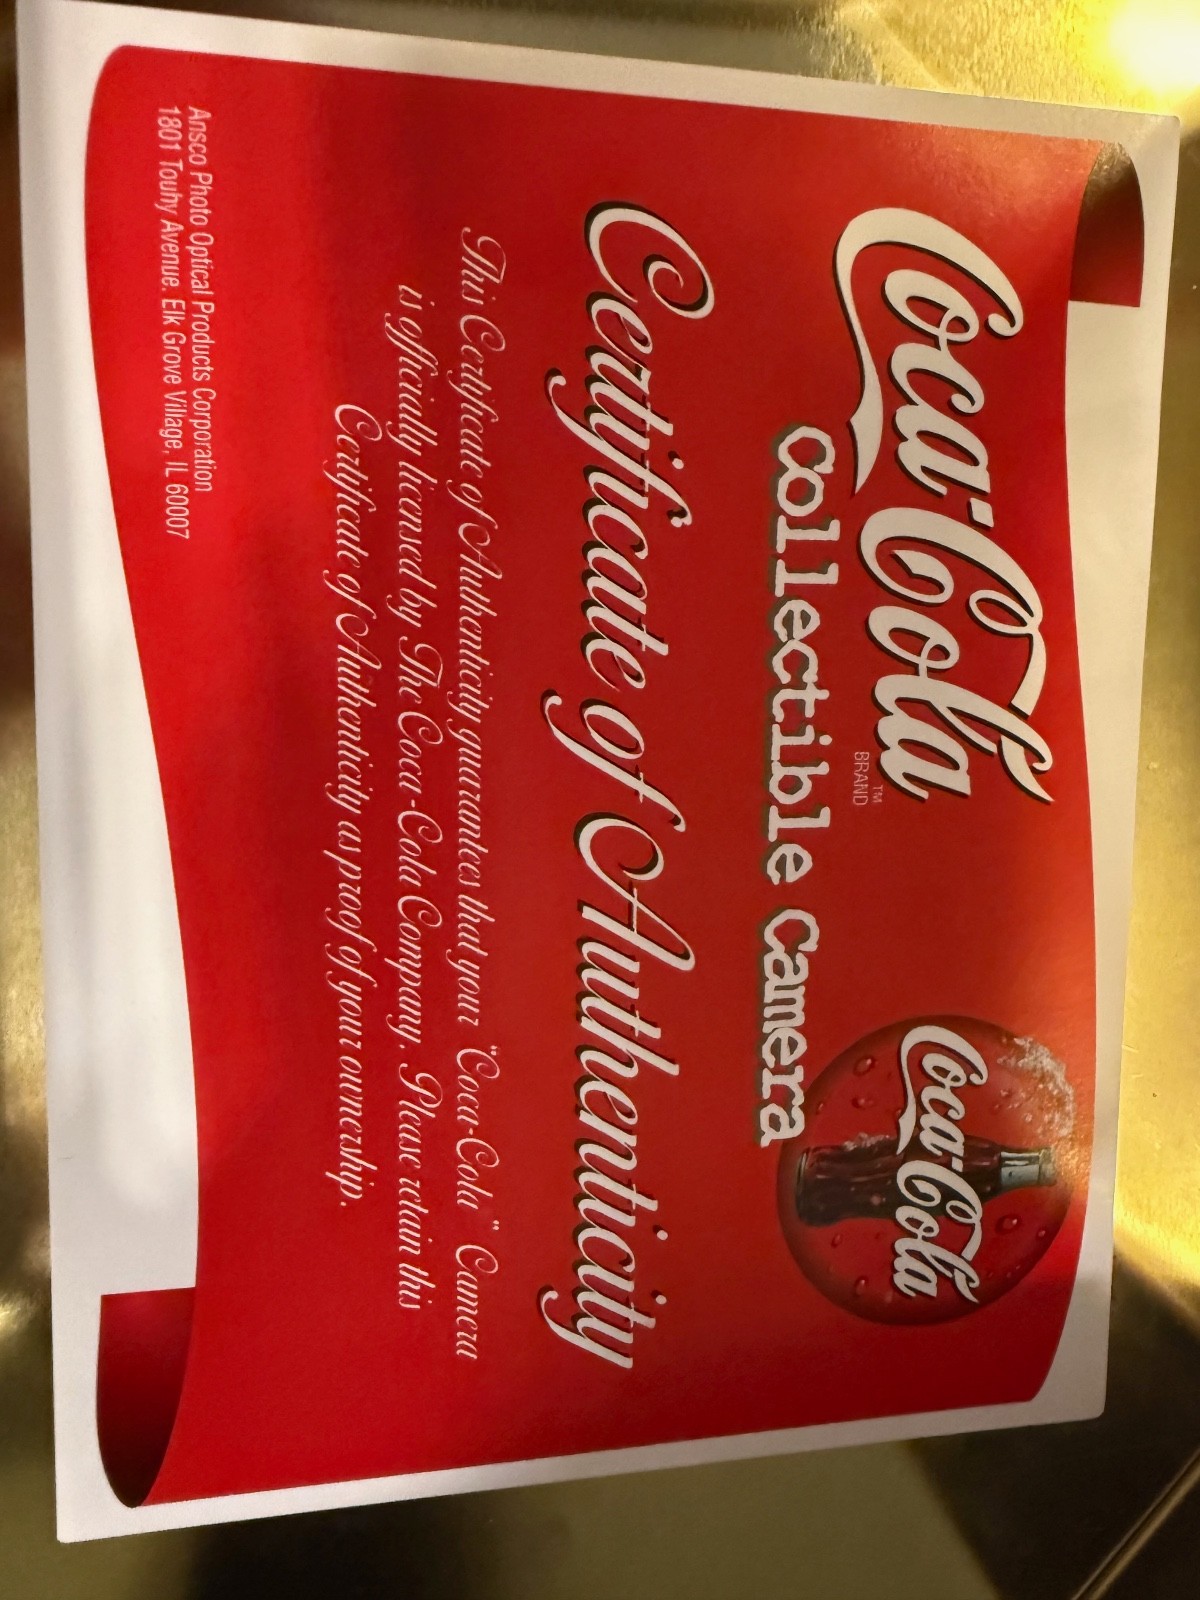 Coca-Cola
TM
BRAND
Coca-Cola
Collectible Camera
Certificate of Authenticity
This Certificate of Authenticity guarantees that your "Coca-Cola" Camera
is officially licensed by The Coca-Cola Company. Please retain this
Certificate of Authenticity as proof of your ownership.
Ansco Photo Optical Products Corporation
1801 Touhy Avenue. Elk Grove Village, IL 60007